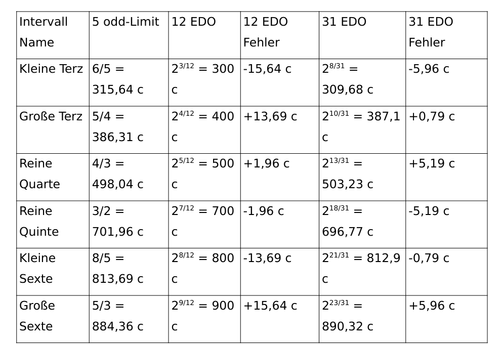 Intervall Name | 5 odd-Limit | 12 EDO | 12 EDO Fehler | 31 EDO | 31 EDO Fehler
Kleine Terz | 6/5 = 315,64 c | 2^3/12 = 300 c | -15,64 c | 2^8/31 = 309,68 c | -5,96 c
Große Terz | 5/4 = 386,31 c | 2^4/12 = 400 c | +13,69 c | 2^10/31 = 387,1 c | +0,79 c
Reine Quarte | 4/3 = 498,04 c | 2^5/12 = 500 c | +1,96 c | 2^13/31 = 503,23 c | +5,19 c
Reine Quinte | 3/2 = 701,96 c | 2^7/12 = 700 c | -1,96 c | 2^18/31 = 696,77 c | -5,19 c
Kleine Sexte | 8/5 = 813,69 c | 2^8/12 = 800 c | -13,69 c | 2^21/31 = 812,9 c | -0,79 c
Große Sexte | 5/3 = 884,36 c | 2^9/12 = 900 c | +15,64 c | 2^23/31 = 890,32 c | +5,96 c